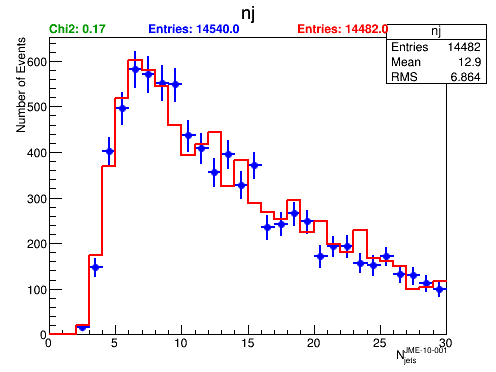 nj
Chi2: 0.17 Entries: 14540.0 Entries: 14482.0
nj
Entries 14482
Mean 12.9
RMS 6.864
Number of Events
600
500
400
300
200
100
0
0 5 10 15 20 25 30
N_jets^JME-10-001